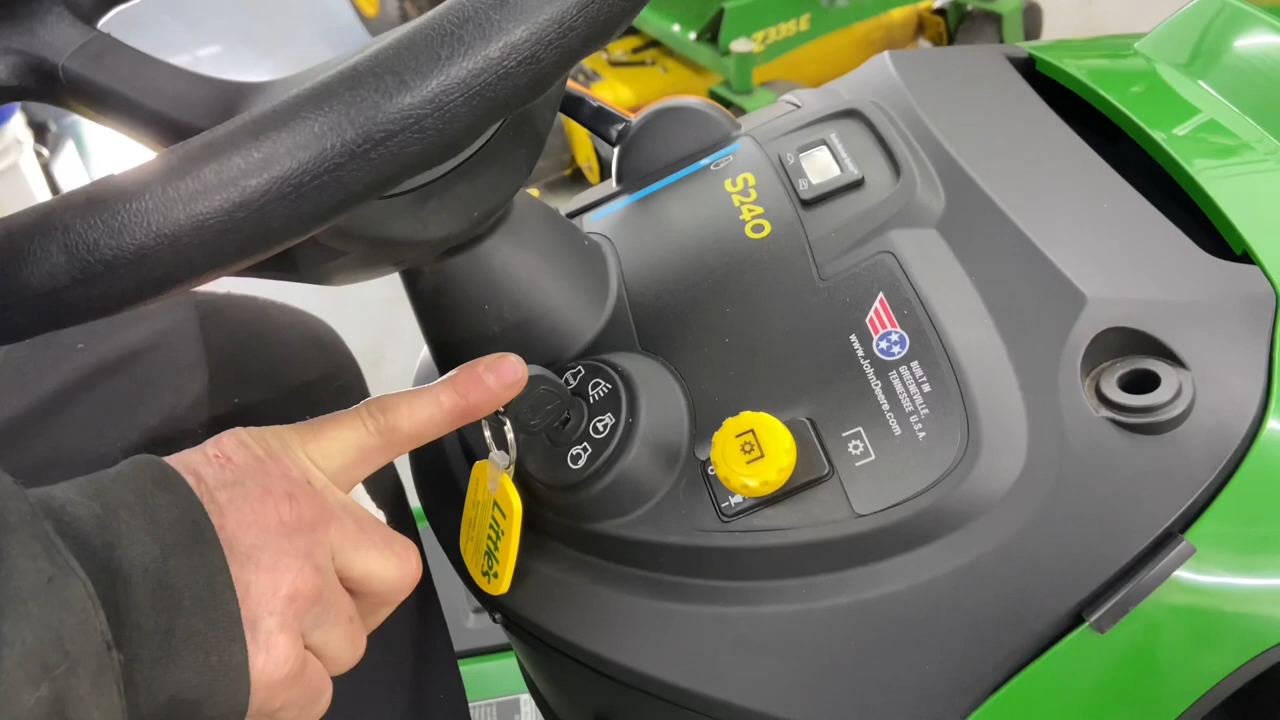 Z335E
S240
BUILT IN
GREENEVILLE,
TENNESSEE U.S.A.
www.JohnDeere.com
Little's